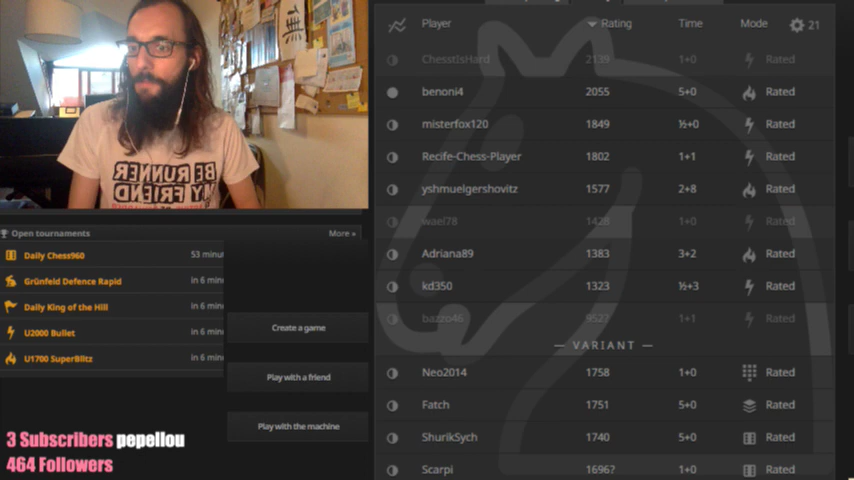 Player Rating Time Mode 21
ChesstIsHard 2139 1+0 Rated
benoni4 2055 5+0 Rated
misterfox120 1849 ½+0 Rated
Recife-Chess-Player 1802 1+1 Rated
yshmuelgershovitz 1577 2+8 Rated
wael78 1428 1+0 Rated
Adriana89 1383 3+2 Rated
kd350 1323 ½+3 Rated
bazzo46 1+1 Rated
— VARIANT —
Neo2014 1758 1+0 Rated
Fatch 1751 5+0 Rated
ShurikSych 1740 5+0 Rated
Scarpi 1696? 1+0 Rated
BE RUNNER
MY FRIEND
Open tournaments More »
Daily Chess960 53 minut
Grünfeld Defence Rapid in 6 minu
Daily King of the Hill in 6 minu
U2000 Bullet in 6 minu
U1700 SuperBlitz in 6 minu
Create a game
Play with a friend
Play with the machine
3 Subscribers pepellou
464 Followers